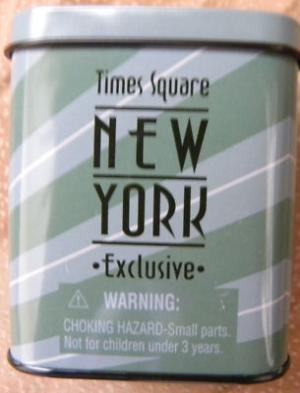 Times Square
NEW
YORK
•Exclusive•
⚠ WARNING:
CHOKING HAZARD-Small parts.
Not for children under 3 years.